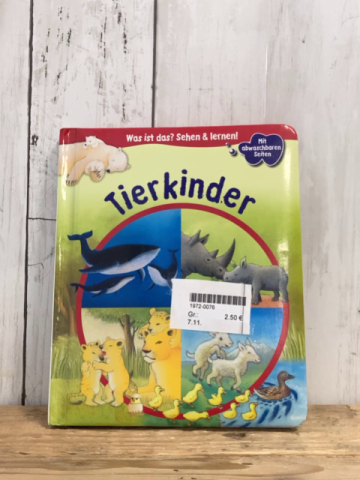 Was ist das? Sehen & lernen!
Mit
abwaschbaren
Seiten
Tierkinder
1972-0076
Gr.:
2.50 €
7.11.